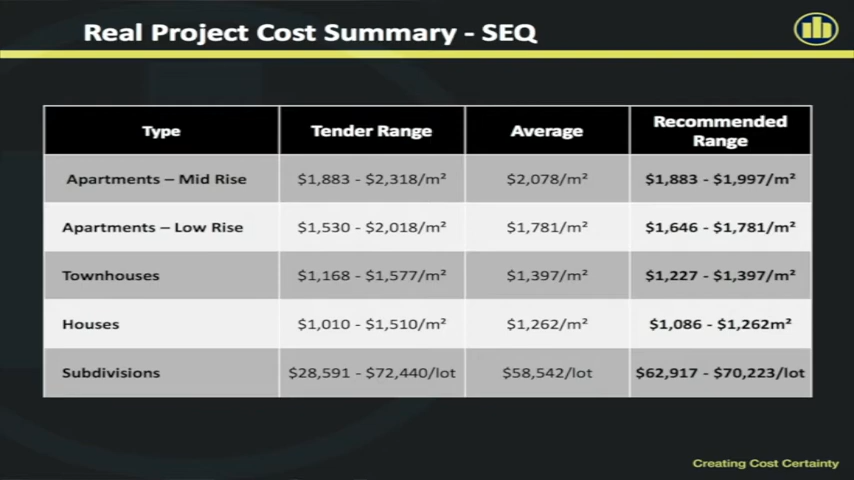 Real Project Cost Summary - SEQ
Type Tender Range Average Recommended Range
Apartments – Mid Rise $1,883 - $2,318/m² $2,078/m² $1,883 - $1,997/m²
Apartments – Low Rise $1,530 - $2,018/m² $1,781/m² $1,646 - $1,781/m²
Townhouses $1,168 - $1,577/m² $1,397/m² $1,227 - $1,397/m²
Houses $1,010 - $1,510/m² $1,262/m² $1,086 - $1,262m²
Subdivisions $28,591 - $72,440/lot $58,542/lot $62,917 - $70,223/lot
Creating Cost Certainty